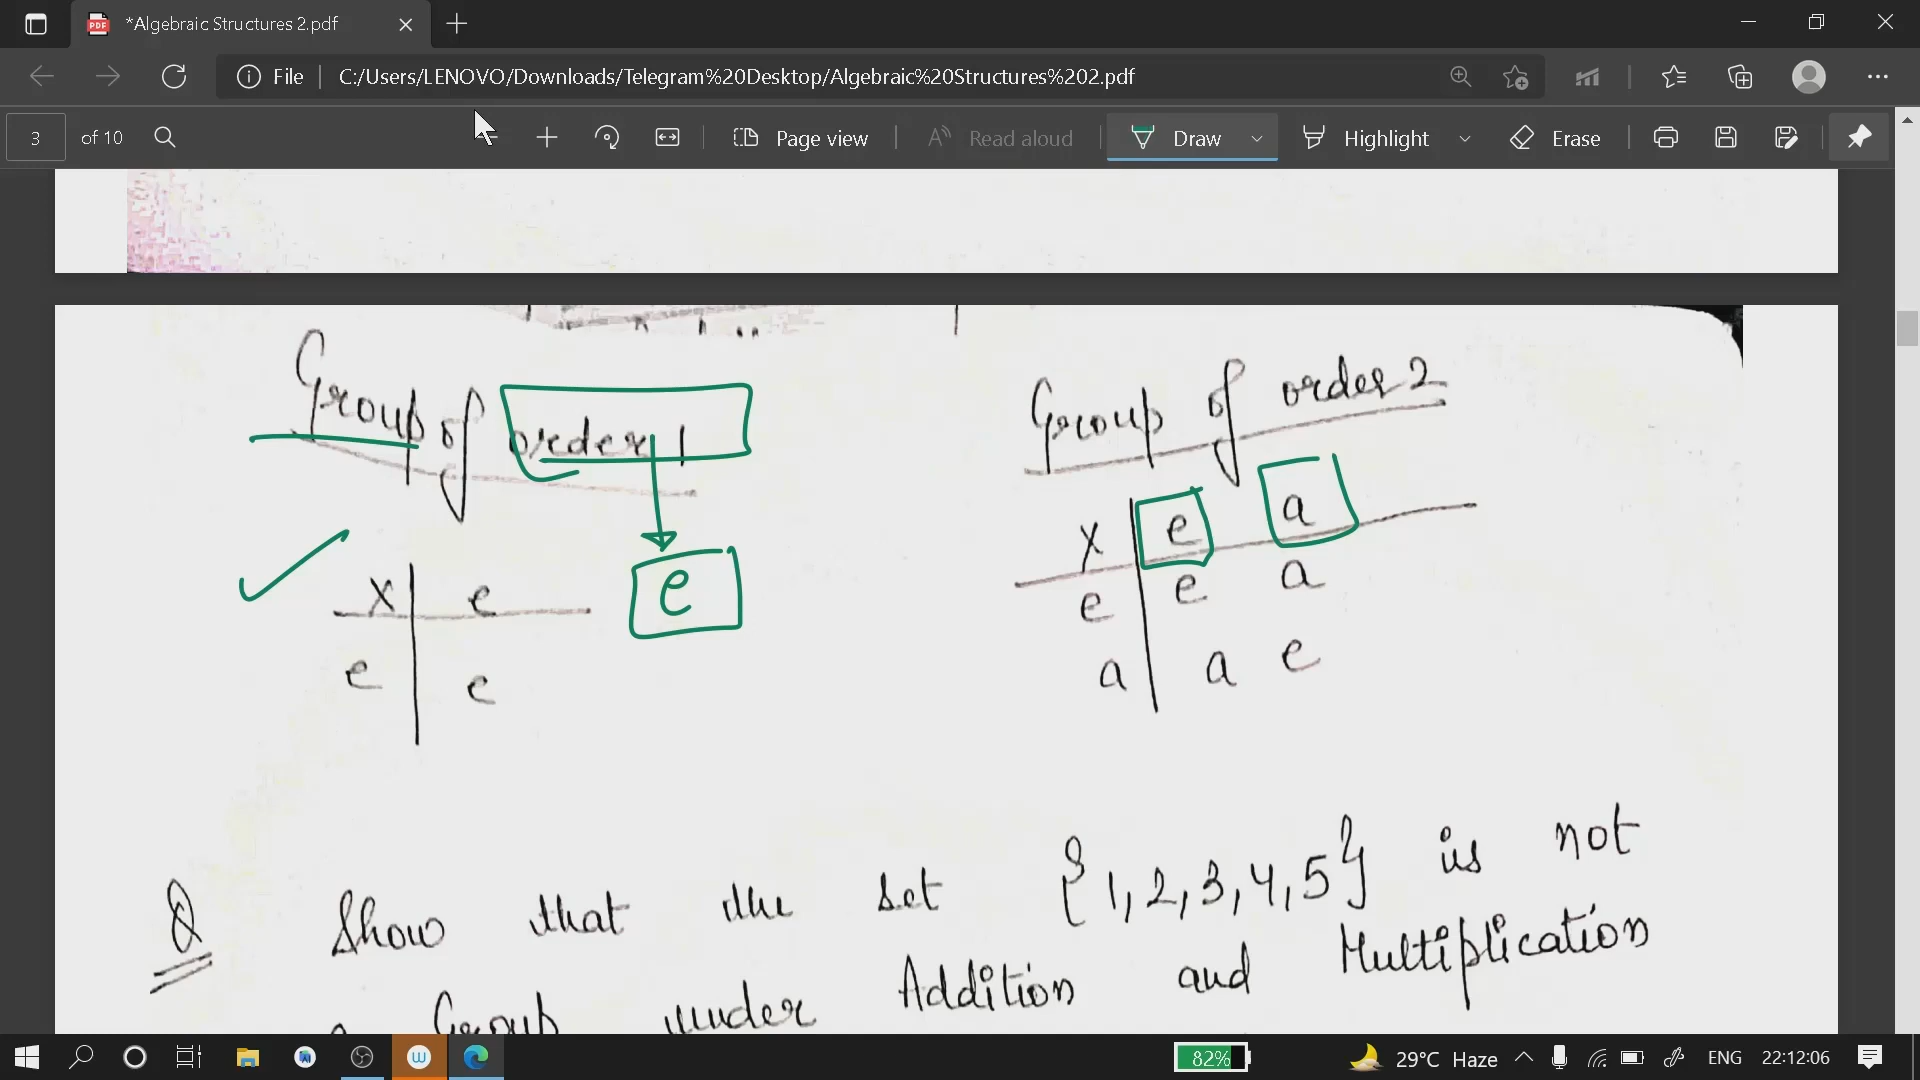 *Algebraic Structures 2.pdf
File C:/Users/LENOVO/Downloads/Telegram%20Desktop/Algebraic%20Structures%202.pdf
3 of 10 Page view Read aloud Draw Highlight Erase
Group of order 1
e
X e
e e
Group of order 2
X e a
e e a
a a e
Q Show that the set {1,2,3,4,5} is not
a Group under Addition and Multiplication
82% 29°C Haze ENG 22:12:06